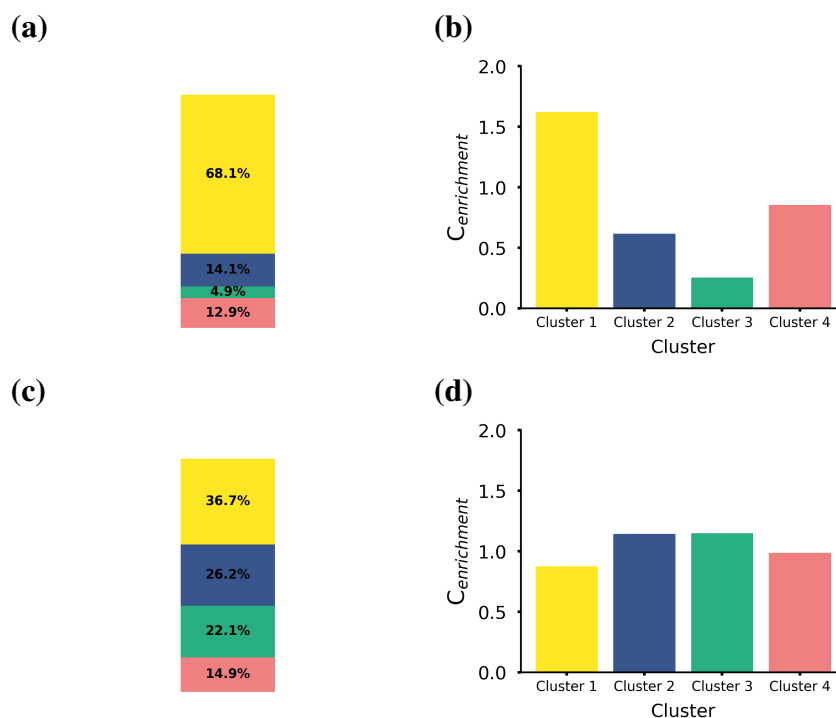 (a)
68.1%
14.1%
4.9%
12.9%
(b)
2.0
1.5
1.0
0.5
0.0
C_enrichment
Cluster 1 Cluster 2 Cluster 3 Cluster 4
Cluster
(c)
36.7%
26.2%
22.1%
14.9%
(d)
2.0
1.5
1.0
0.5
0.0
C_enrichment
Cluster 1 Cluster 2 Cluster 3 Cluster 4
Cluster